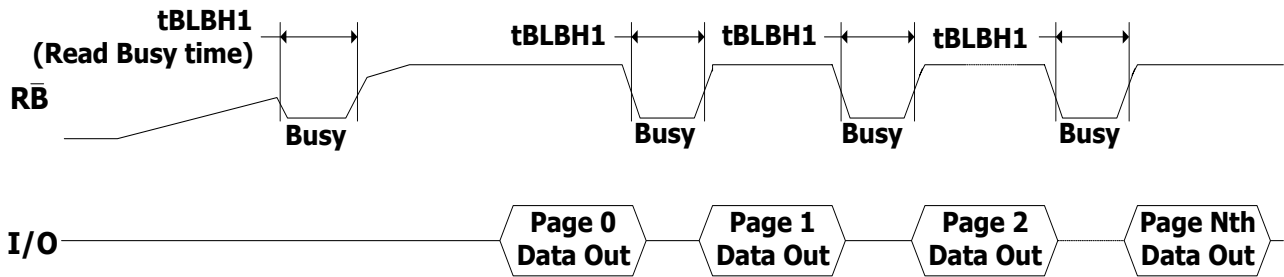 tBLBH1
(Read Busy time)
tBLBH1
tBLBH1
tBLBH1
RB̅
Busy
Busy
Busy
Busy
I/O
Page 0
Data Out
Page 1
Data Out
Page 2
Data Out
Page Nth
Data Out